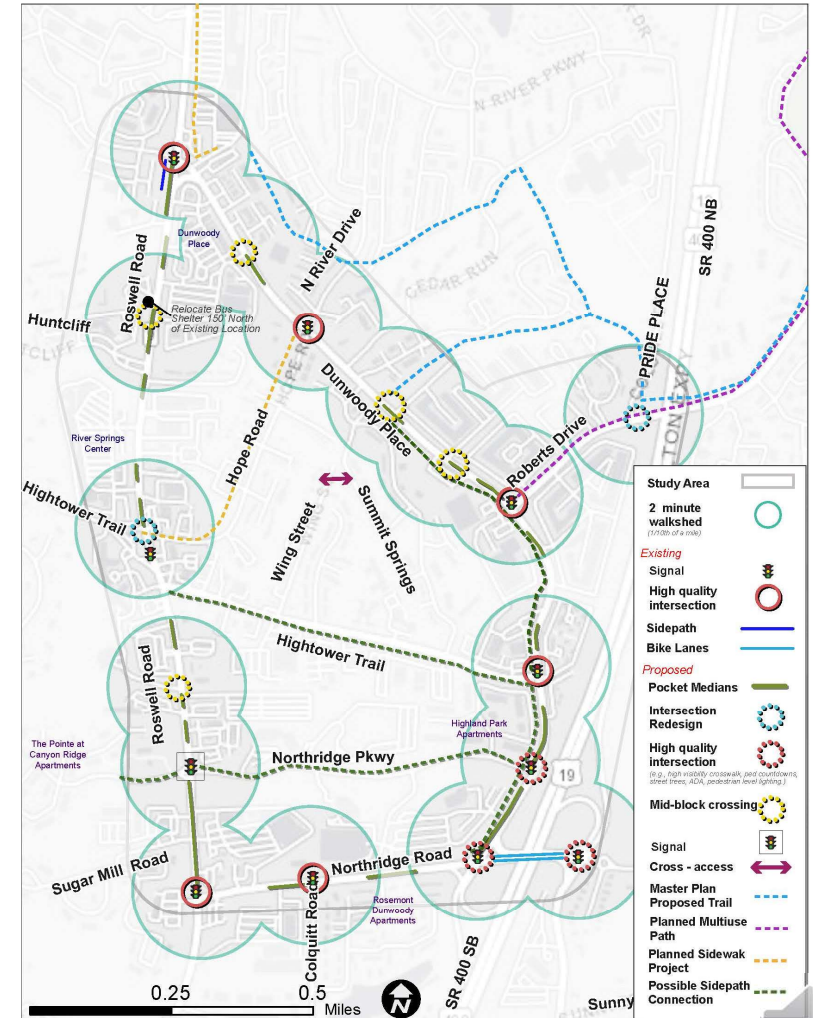 N RIVER PKWY
Dunwoody
Place
N River Drive
SR 400 NB
CEDAR-RUN
Roswell Road
Relocate Bus
Shelter 150' North
of Existing Location
Huntcliff
PRIDE PLACE
TON EXPY
Dunwoody Place
River Springs
Center
Hope Road
Roberts Drive
Hightower Trail
Wing Street
Summit Springs
Hightower Trail
Roswell Road
Highland Park
Apartments
The Pointe at
Canyon Ridge
Apartments
Northridge Pkwy
19
Sugar Mill Road
Northridge Road
Colquitt Road
Rosemont
Dunwoody
Apartments
SR 400 SB
Sunny
0.25
0.5
Miles
N
Study Area
2 minute
walkshed
(1/10th of a mile)
Existing
Signal
High quality
intersection
Sidepath
Bike Lanes
Proposed
Pocket Medians
Intersection
Redesign
High quality
intersection
(e.g., high visibility crosswalk, ped countdowns,
street trees, ADA, pedestrian level lighting.)
Mid-block crossing
Signal
Cross - access
Master Plan
Proposed Trail
Planned Multiuse
Path
Planned Sidewak
Project
Possible Sidepath
Connection